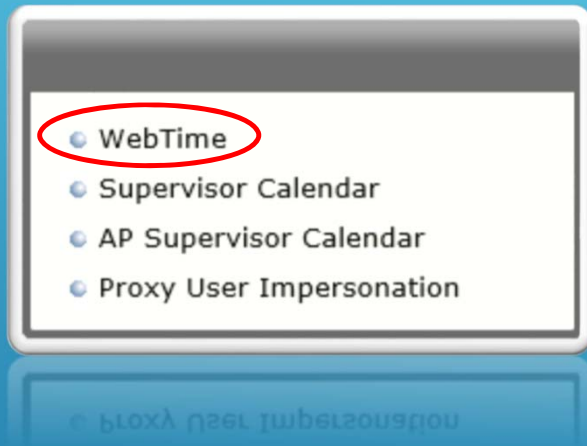 WebTime
Supervisor Calendar
AP Supervisor Calendar
Proxy User Impersonation